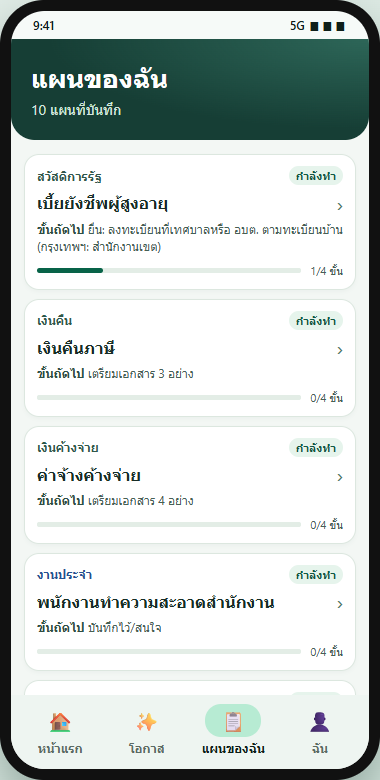 9:41
5G
แผนของฉัน
10 แผนที่บันทึก
สวัสดิการรัฐ
กำลังทำ
เบี้ยยังชีพผู้สูงอายุ
ขั้นถัดไป ยื่น: ลงทะเบียนที่เทศบาลหรือ อบต. ตามทะเบียนบ้าน
(กรุงเทพฯ: สำนักงานเขต)
1/4 ขั้น
เงินคืน
กำลังทำ
เงินคืนภาษี
ขั้นถัดไป เตรียมเอกสาร 3 อย่าง
0/4 ขั้น
เงินค้างจ่าย
กำลังทำ
ค่าจ้างค้างจ่าย
ขั้นถัดไป เตรียมเอกสาร 4 อย่าง
0/4 ขั้น
งานประจำ
กำลังทำ
พนักงานทำความสะอาดสำนักงาน
ขั้นถัดไป บันทึกไว้/สนใจ
0/4 ขั้น
หน้าแรก
โอกาส
แผนของฉัน
ฉัน